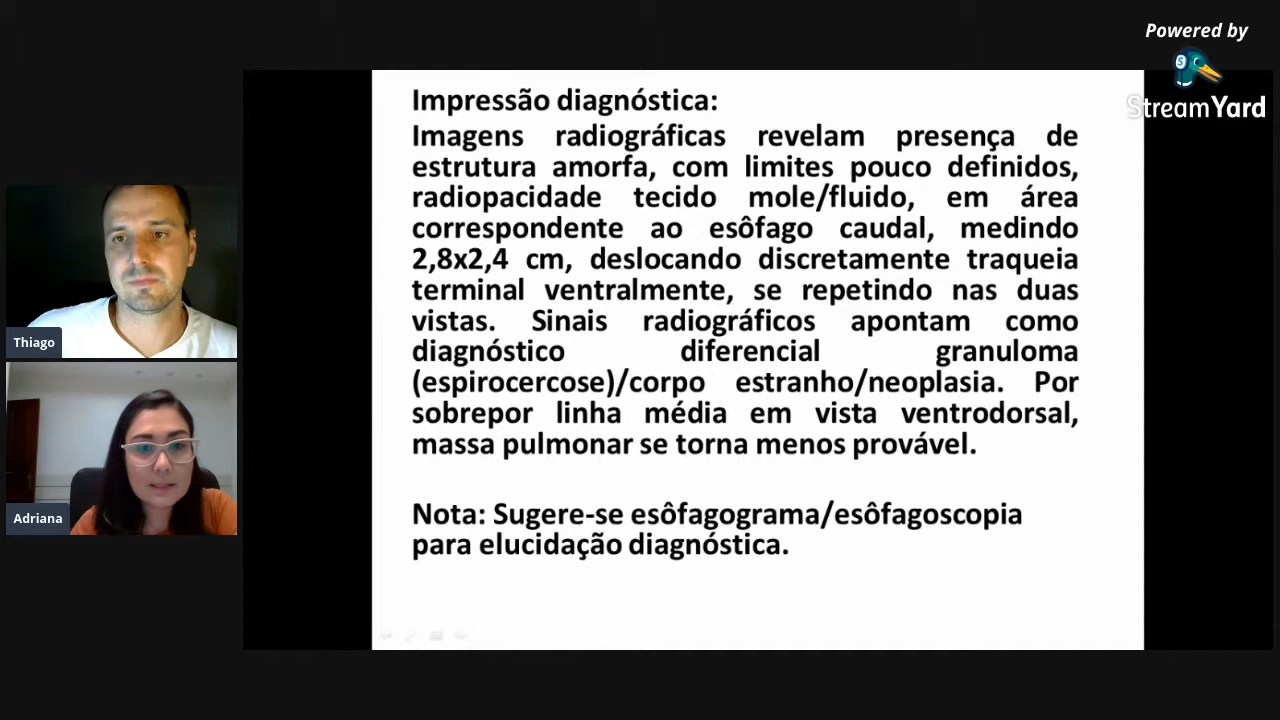 Powered by
StreamYard
Impressão diagnóstica:
Imagens radiográficas revelam presença de
estrutura amorfa, com limites pouco definidos,
radiopacidade tecido mole/fluido, em área
correspondente ao esôfago caudal, medindo
2,8x2,4 cm, deslocando discretamente traqueia
terminal ventralmente, se repetindo nas duas
vistas. Sinais radiográficos apontam como
diagnóstico diferencial granuloma
(espirocercose)/corpo estranho/neoplasia. Por
sobrepor linha média em vista ventrodorsal,
massa pulmonar se torna menos provável.
Nota: Sugere-se esôfagograma/esôfagoscopia
para elucidação diagnóstica.
Thiago
Adriana